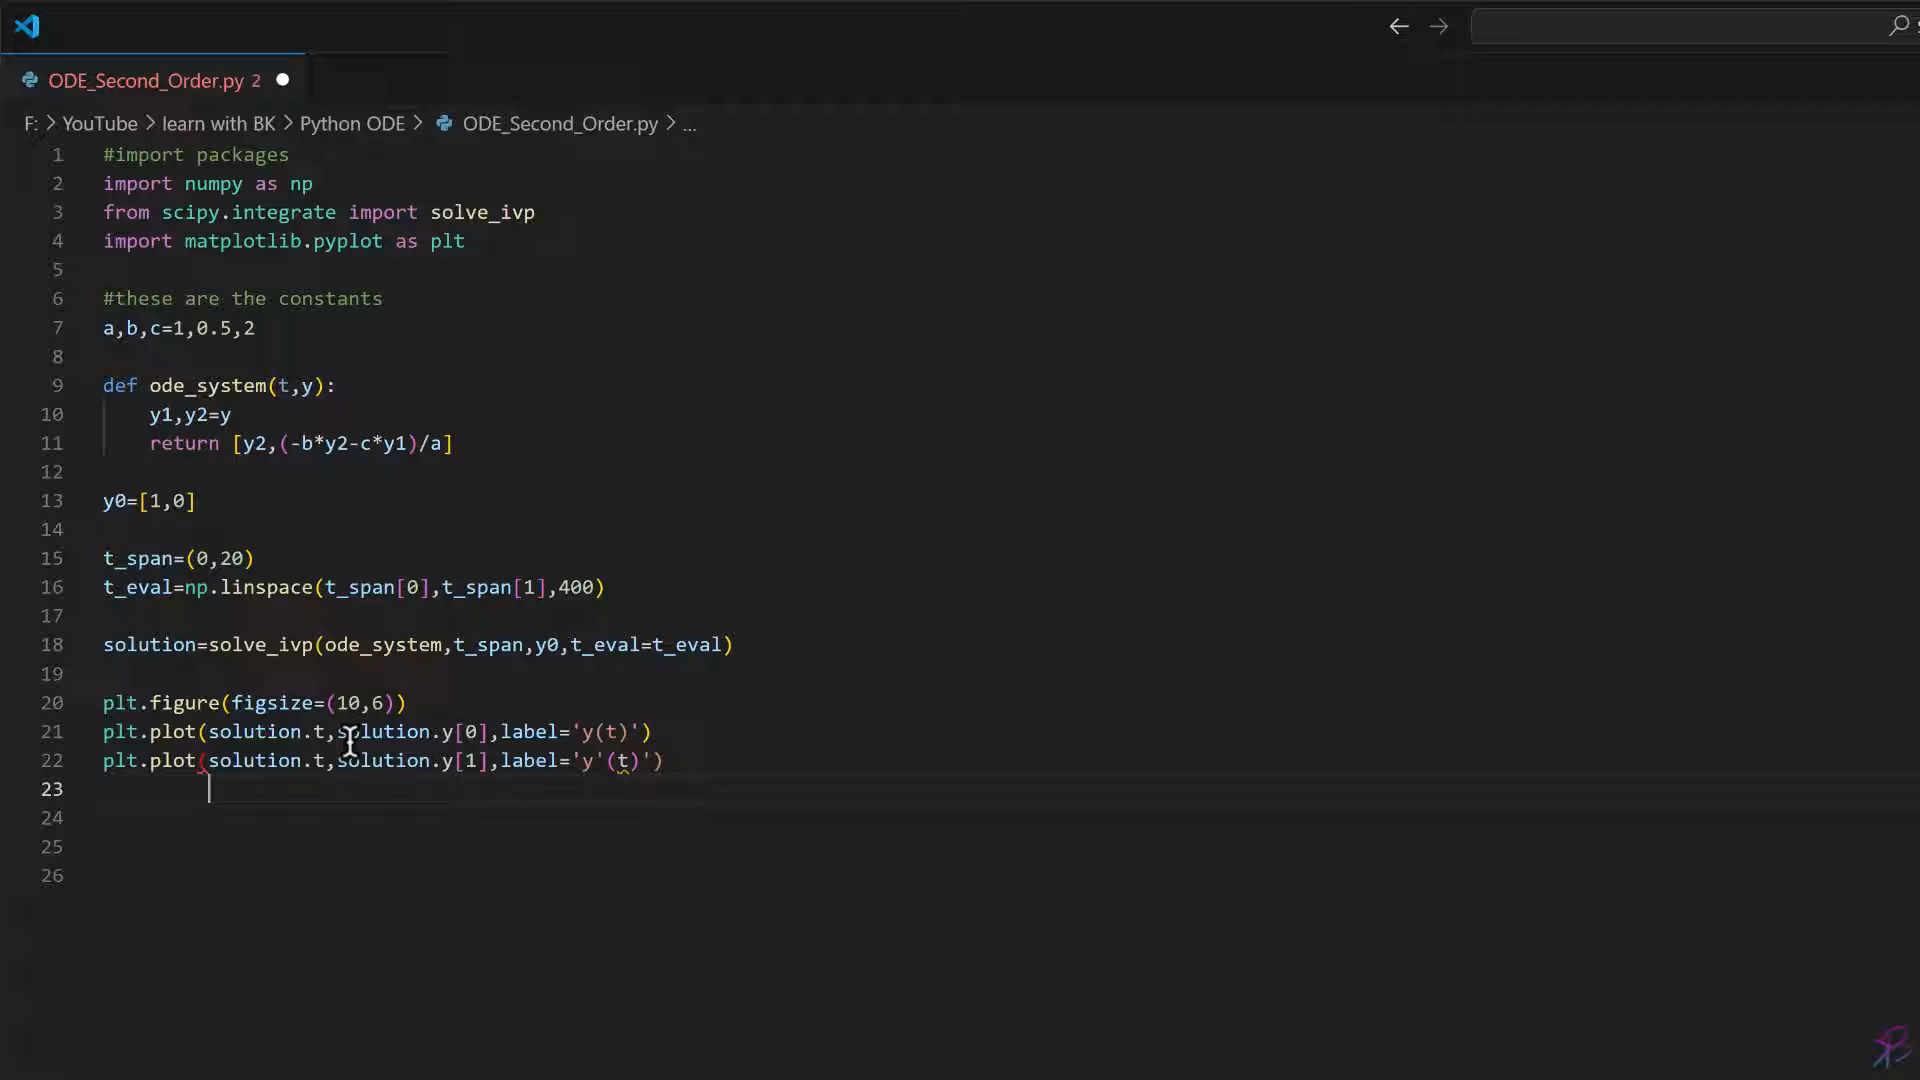 ODE_Second_Order.py 2
F: > YouTube > learn with BK > Python ODE > ODE_Second_Order.py > ...
1 #import packages
2 import numpy as np
3 from scipy.integrate import solve_ivp
4 import matplotlib.pyplot as plt
5
6 #these are the constants
7 a,b,c=1,0.5,2
8
9 def ode_system(t,y):
10     y1,y2=y
11     return [y2,(-b*y2-c*y1)/a]
12
13 y0=[1,0]
14
15 t_span=(0,20)
16 t_eval=np.linspace(t_span[0],t_span[1],400)
17
18 solution=solve_ivp(ode_system,t_span,y0,t_eval=t_eval)
19
20 plt.figure(figsize=(10,6))
21 plt.plot(solution.t,solution.y[0],label='y(t)')
22 plt.plot(solution.t,solution.y[1],label='y'(t)')
23
24
25
26